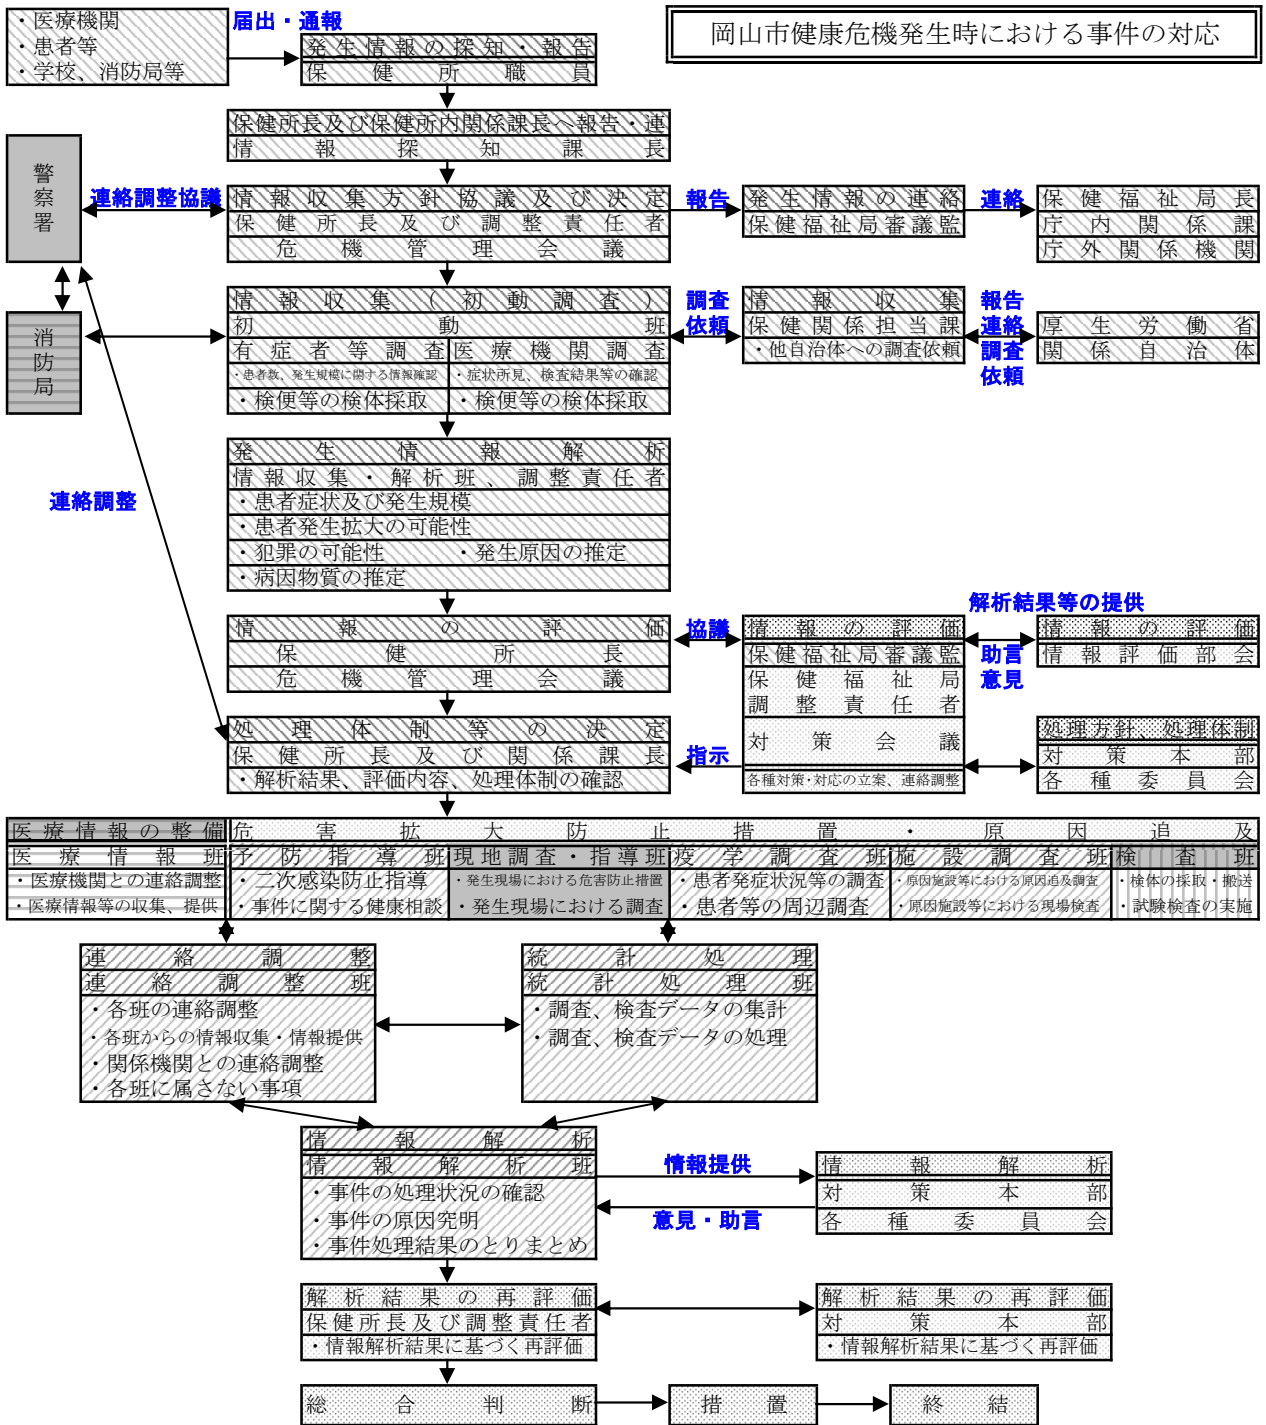 岡山市健康危機発生時における事件の対応
・医療機関
・患者等
・学校、消防局等
届出・通報
発生情報の探知・報告
保健所職員
保健所長及び保健所内関係課長へ報告・連
情報探知課長
警察署
連絡調整協議
情報収集方針協議及び決定
保健所長及び調整責任者
危機管理会議
報告
発生情報の連絡
保健福祉局審議監
連絡
保健福祉局長
庁内関係課
庁外関係機関
消防局
情報収集(初動調査)
初動班
有症者等調査
医療機関調査
・患者数、発生規模に関する情報確認
・症状所見、検査結果等の確認
・検便等の検体採取
・検便等の検体採取
調査
依頼
情報収集
保健関係担当課
・他自治体への調査依頼
報告
連絡
調査
依頼
厚生労働省
関係自治体
連絡調整
発生情報解析
情報収集・解析班、調整責任者
・患者症状及び発生規模
・患者発生拡大の可能性
・犯罪の可能性 ・発生原因の推定
・病因物質の推定
情報の評価
保健所長
危機管理会議
協議
情報の評価
保健福祉局審議監
保健福祉局
調整責任者
対策会議
各種対策・対応の立案、連絡調整
解析結果等の提供
助言
意見
情報の評価
情報評価部会
処理体制等の決定
保健所長及び関係課長
・解析結果、評価内容、処理体制の確認
指示
処理方針、処理体制
対策本部
各種委員会
医療情報の整備
危害拡大防止措置・原因追及
医療情報班
予防指導班
現地調査・指導班
疫学調査班
施設調査班
検査班
・医療機関との連絡調整
・二次感染防止指導
・発生現場における危害防止措置
・患者発症状況等の調査
・原因施設等における原因追及調査
・検体の採取・搬送
・医療情報等の収集、提供
・事件に関する健康相談
・発生現場における調査
・患者等の周辺調査
・原因施設等における現場検査
・試験検査の実施
連絡調整
連絡調整班
・各班の連絡調整
・各班からの情報収集・情報提供
・関係機関との連絡調整
・各班に属さない事項
統計処理
統計処理班
・調査、検査データの集計
・調査、検査データの処理
情報解析
情報解析班
・事件の処理状況の確認
・事件の原因究明
・事件処理結果のとりまとめ
情報提供
意見・助言
情報解析
対策本部
各種委員会
解析結果の再評価
保健所長及び調整責任者
・情報解析結果に基づく再評価
解析結果の再評価
対策本部
・情報解析結果に基づく再評価
総合判断
措置
終結